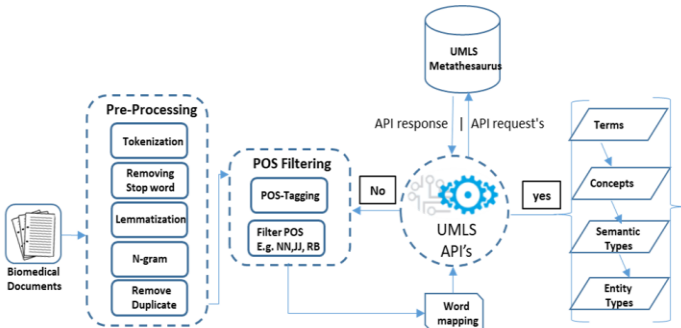 UMLS
Metathesaurus
API response | API request's
Pre-Processing
Tokenization
Removing
Stop word
Lemmatization
N-gram
Remove
Duplicate
Biomedical
Documents
POS Filtering
POS-Tagging
Filter POS
E.g. NN,JJ, RB
No
UMLS
API's
yes
Word
mapping
Terms
Concepts
Semantic
Types
Entity
Types